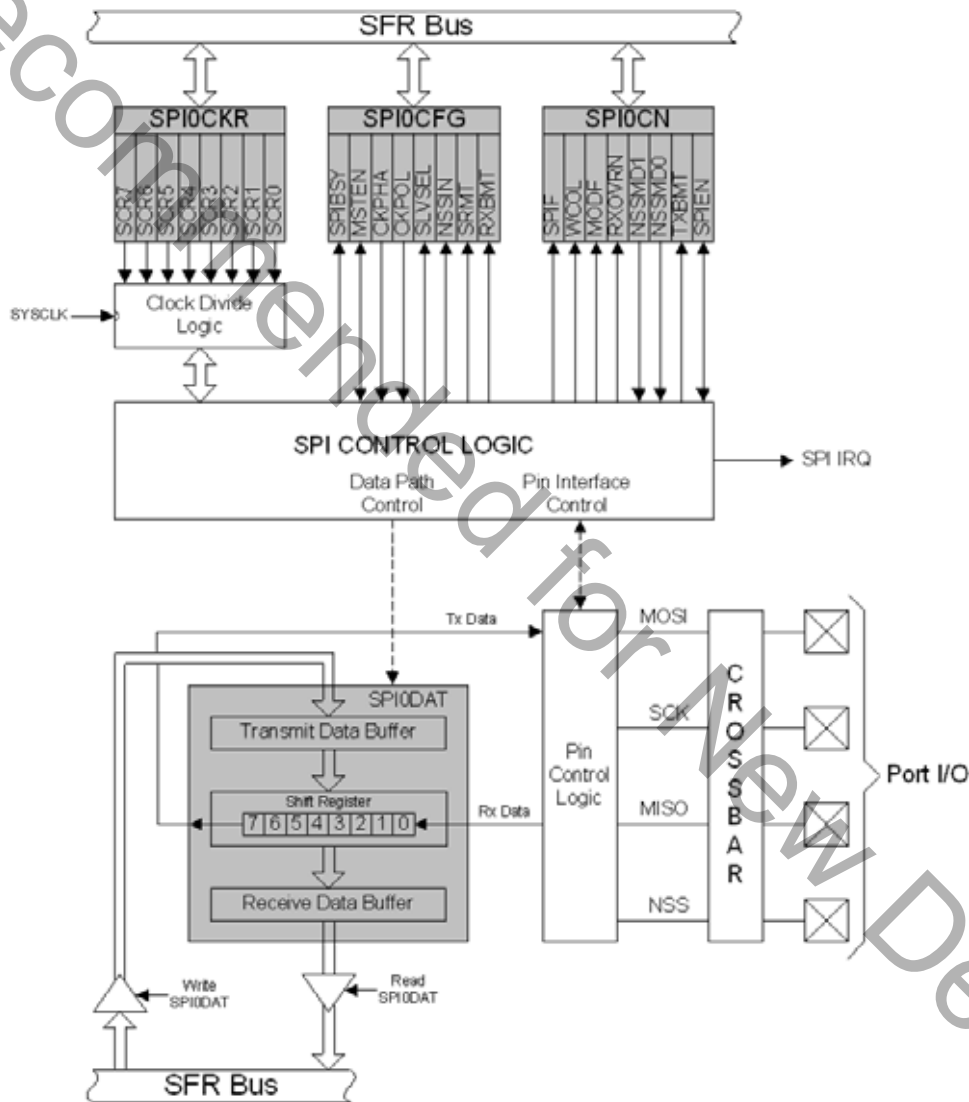 SFR Bus
SPI0CKR
SPI0CFG
SPI0CN
SCR7
SCR6
SCR5
SCR4
SCR3
SCR2
SCR1
SCR0
SPIBSY
MSTEN
CKPHA
CKPOL
SLVSEL
NSSIN
SRMT
RXBMT
SPIF
WCOL
MODF
RXOVRN
NSSMD1
NSSMD0
TXBMT
SPIEN
SYSCLK
Clock Divide
Logic
SPI CONTROL LOGIC
Data Path
Control
Pin Interface
Control
SPI IRQ
Tx Data
MOSI
SPI0DAT
Transmit Data Buffer
SCK
Shift Register
7 6 5 4 3 2 1 0
Rx Data
Pin
Control
Logic
MISO
Receive Data Buffer
NSS
CROSSBAR
Port I/O
Write
SPI0DAT
Read
SPI0DAT
SFR Bus
ecommended for New De